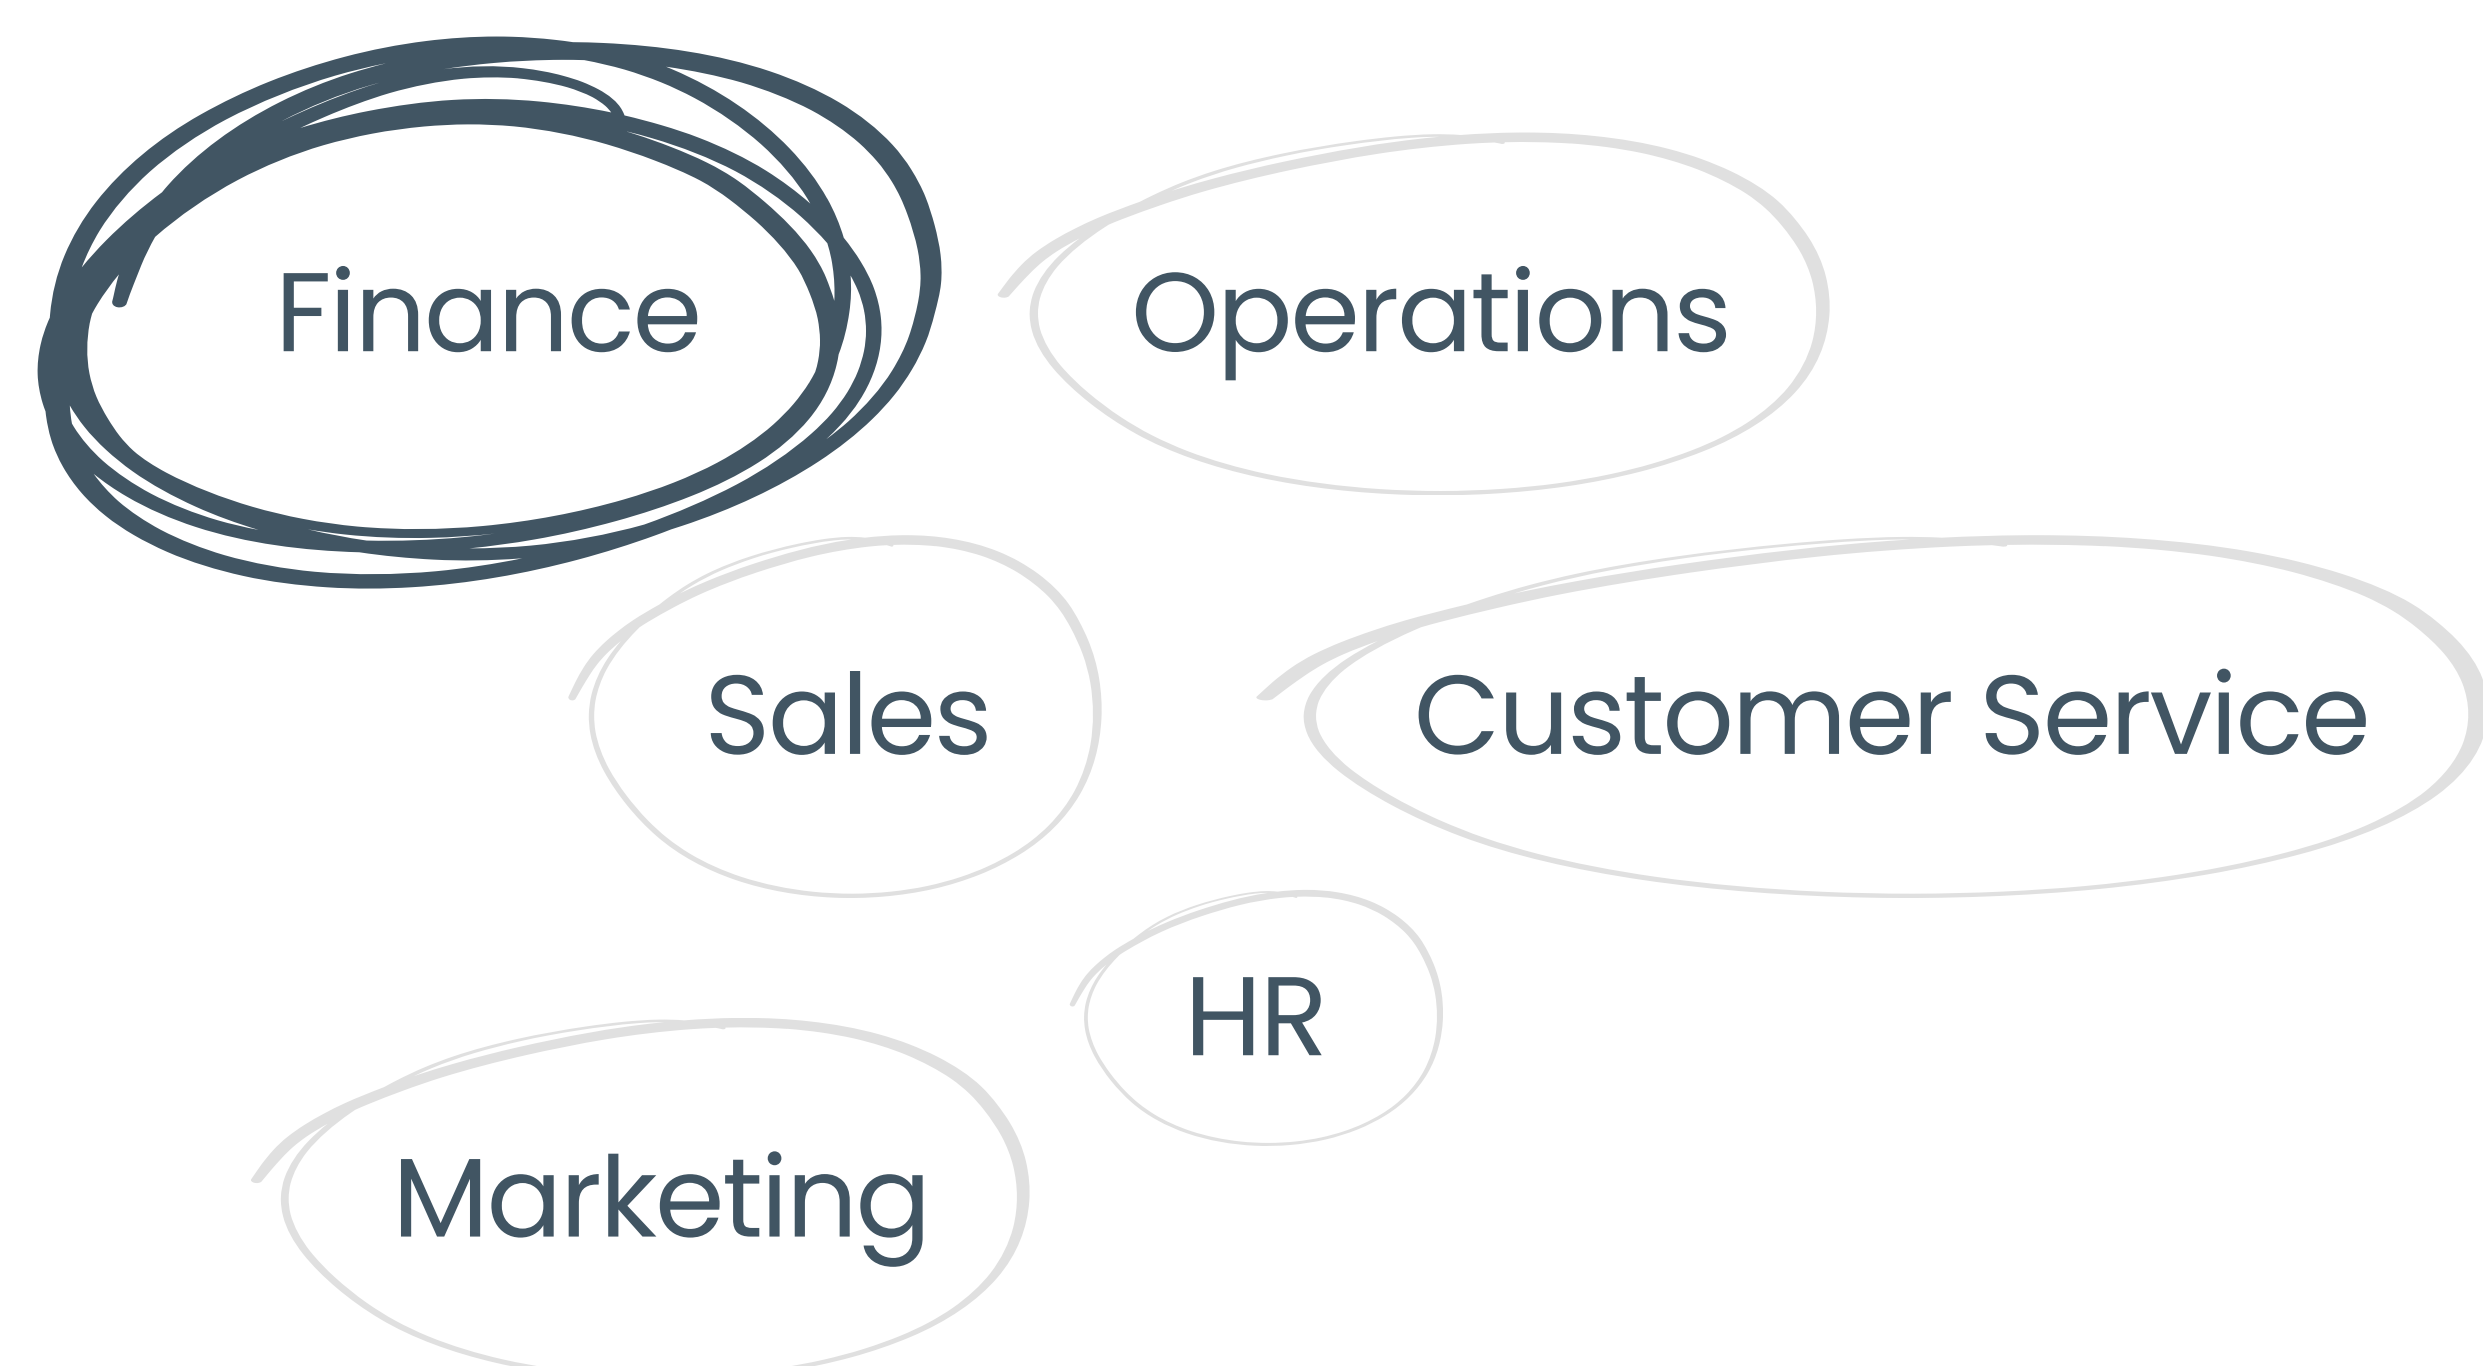 Finance
Operations
Sales
Customer Service
HR
Marketing